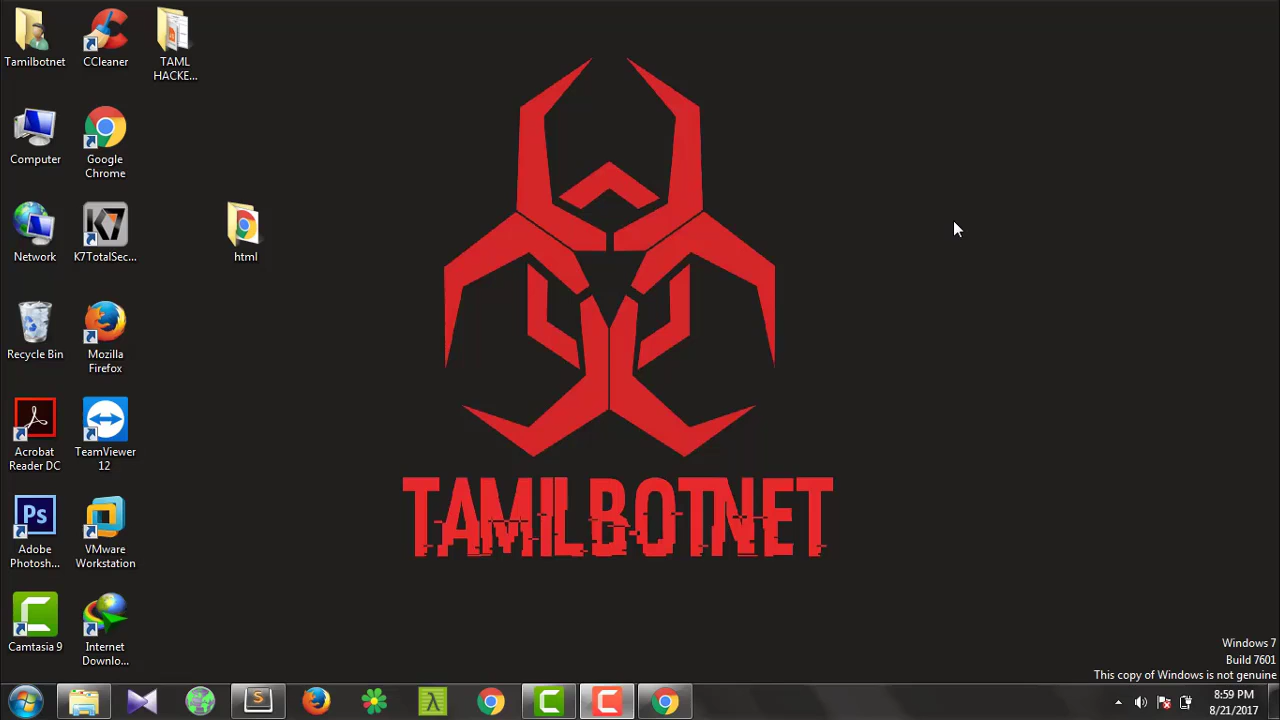 Tamilbotnet
CCleaner
TAML
HACKE...
Computer
Google
Chrome
Network
K7TotalSec...
html
Recycle Bin
Mozilla
Firefox
Acrobat
Reader DC
TeamViewer
12
Ps
Adobe
Photosh...
VMware
Workstation
Camtasia 9
Internet
Downlo...
TAMILBOTNET
Windows 7
Build 7601
This copy of Windows is not genuine
8:59 PM
8/21/2017